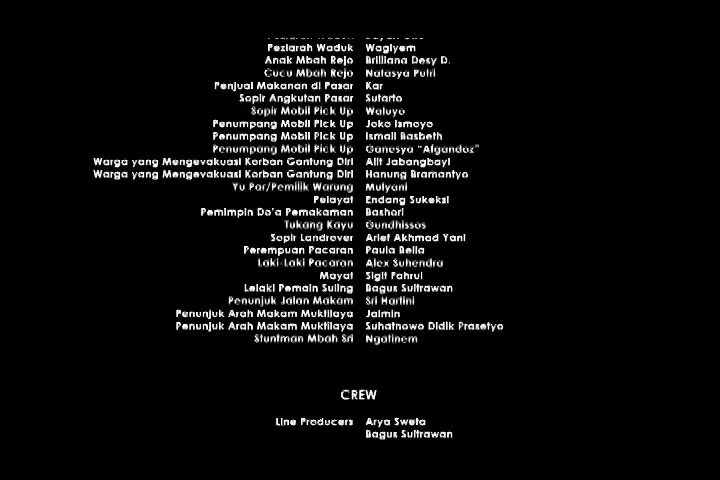 Peziarah Waduk Wagiyem
Anak Mbah Rejo Brilliana Desy D.
Cucu Mbah Rejo Natasya Putri
Penjual Makanan di Pasar Kar
Sopir Angkutan Pasar Sutarto
Sopir Mobil Pick Up Waluyo
Penumpang Mobil Pick Up Joko Ismoyo
Penumpang Mobil Pick Up Ismail Basbeth
Penumpang Mobil Pick Up Ganesya "Afgandoz"
Warga yang Mengevakuasi Korban Gantung Diri Alit Jabangbayi
Warga yang Mengevakuasi Korban Gantung Diri Hanung Bramantyo
Yu Par/Pemilik Warung Mulyani
Pelayat Endang Sukeksi
Pemimpin Do'a Pemakaman Bashori
Tukang Kayu Gundhissos
Sopir Landrover Arief Akhmad Yani
Perempuan Pacaran Paula Bella
Laki-Laki Pacaran Alex Suhendra
Mayat Sigit Fahrul
Lelaki Pemain Suling Bagus Suitrawan
Penunjuk Jalan Makam Sri Hartini
Penunjuk Arah Makam Muktilaya Jaimin
Penunjuk Arah Makam Muktilaya Suhatnowo Didik Prasetyo
Stuntman Mbah Sri Ngatinem
CREW
Line Producers Arya Sweta
Bagus Suitrawan